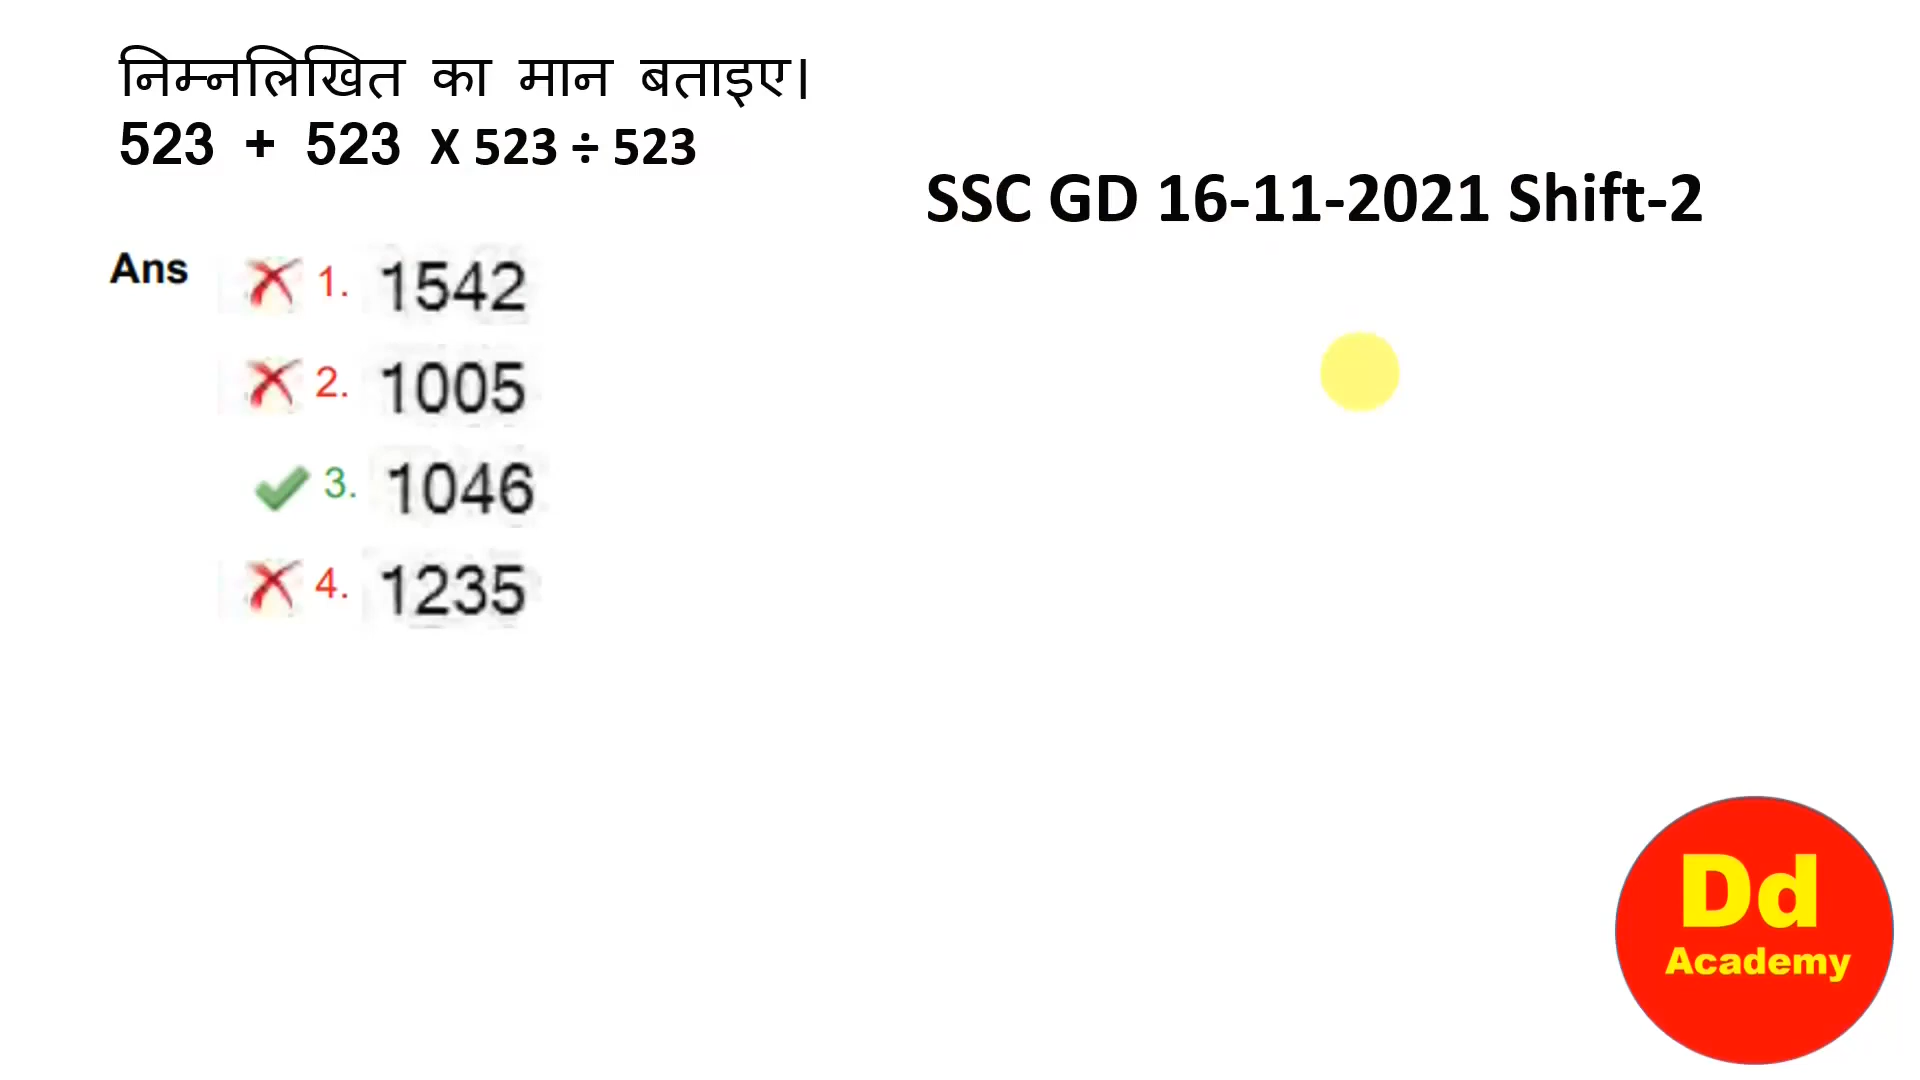 निम्नलिखित का मान बताइए।
523 + 523 X 523 ÷ 523
SSC GD 16-11-2021 Shift-2
Ans 1. 1542
2. 1005
3. 1046
4. 1235
Dd
Academy